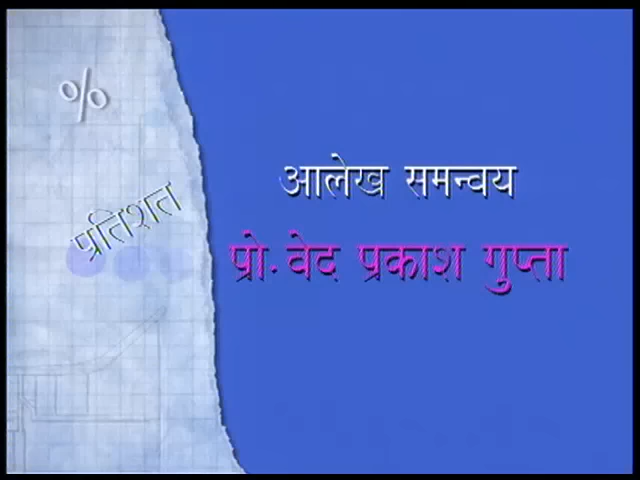 %
प्रतिशत
आलेख समन्वय
प्रो. वेद प्रकाश गुप्ता